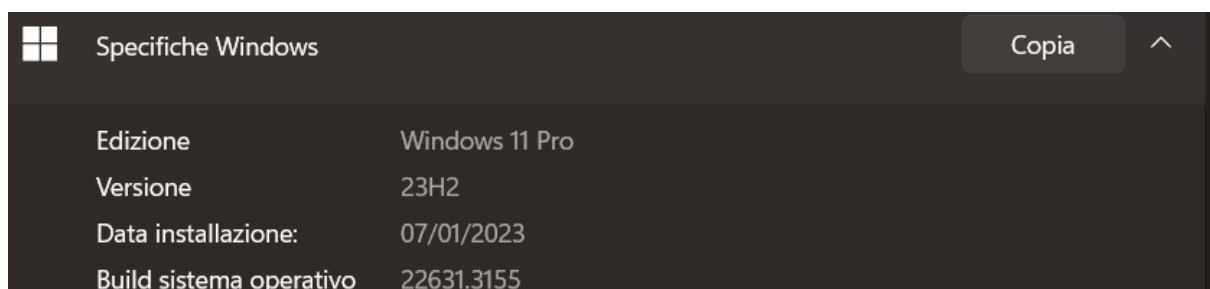 Specifiche Windows
Copia
Edizione Windows 11 Pro
Versione 23H2
Data installazione: 07/01/2023
Build sistema operativo 22631.3155